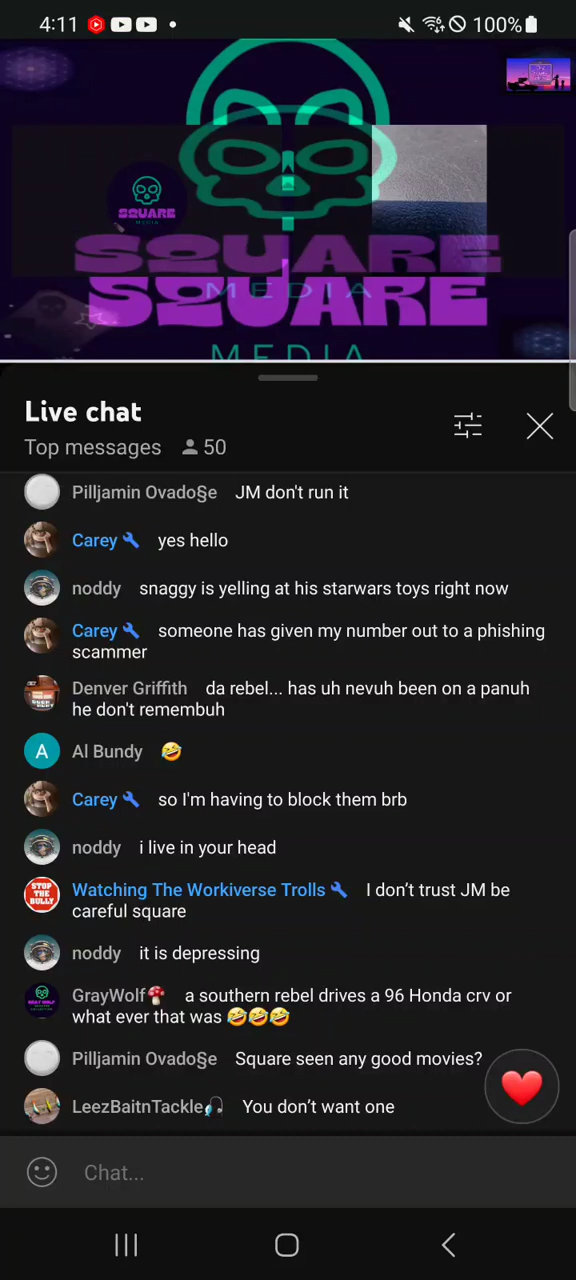 4:11
100%
SQUARE
MEDIA
SQUARE
MEDIA
SQUARE
MEDIA
Live chat
Top messages 50
Pilljamin Ovado§e JM don't run it
Carey yes hello
noddy snaggy is yelling at his starwars toys right now
Carey someone has given my number out to a phishing
scammer
Denver Griffith da rebel... has uh nevuh been on a panuh
he don't remembuh
A Al Bundy 🤣
Carey so I'm having to block them brb
noddy i live in your head
STOP THE BULLY Watching The Workiverse Trolls I don’t trust JM be
careful square
noddy it is depressing
GrayWolf🍄 a southern rebel drives a 96 Honda crv or
what ever that was 🤣🤣🤣
Pilljamin Ovado§e Square seen any good movies?
LeezBaitnTackle🎧 You don’t want one
Chat...